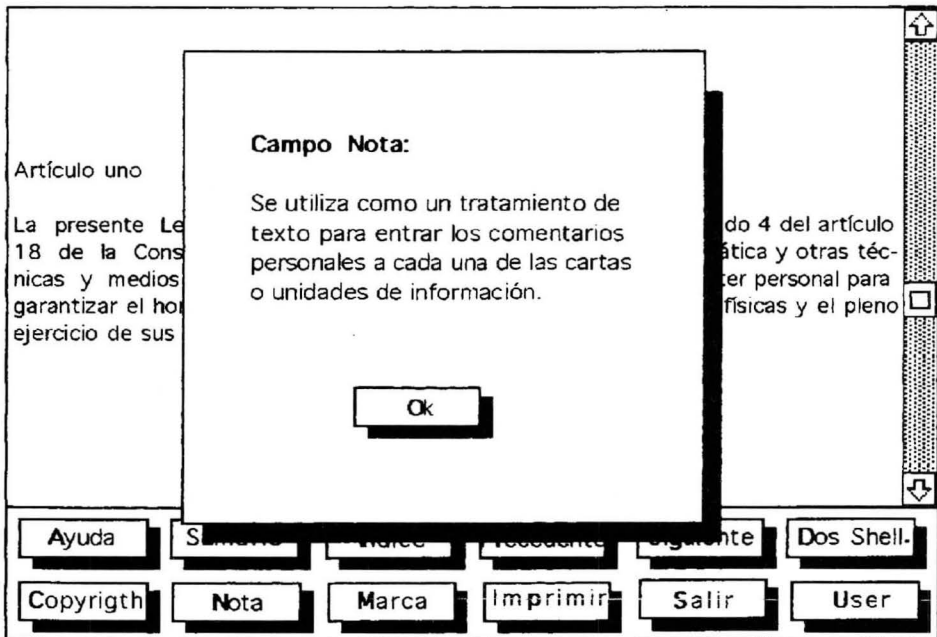 Campo Nota:
Se utiliza como un tratamiento de
texto para entrar los comentarios
personales a cada una de las cartas
o unidades de información.
Ok
Artículo uno
La presente Le do 4 del artículo
18 de la Cons ática y otras téc-
nicas y medios ter personal para
garantizar el hon físicas y el pleno
ejercicio de sus
Ayuda Dos Shell.
Copyrigth Nota Marca Imprimir Salir User